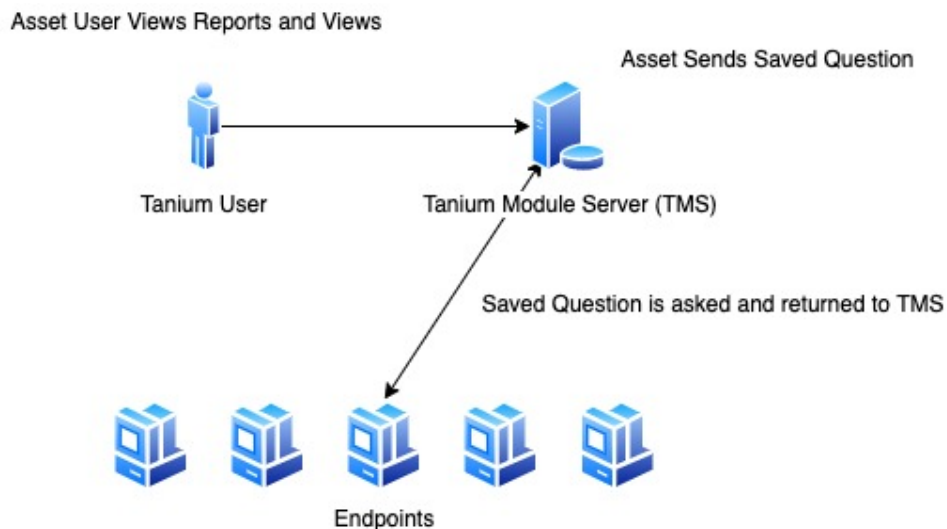 Asset User Views Reports and Views
Asset Sends Saved Question
Tanium User
Tanium Module Server (TMS)
Saved Question is asked and returned to TMS
Endpoints